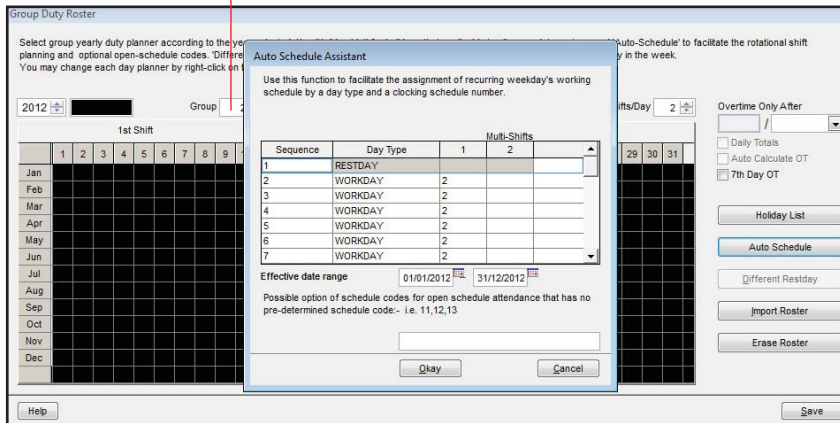 Group Duty Roster
Select group yearly duty planner according to the
'Auto-Schedule' to facilitate the rotational shift
planning and optional open-schedule codes.
in the week.
You may change each day planner by right-click on
2012
Group 2
2
Overtime Only After
/
Daily Totals
Auto Calculate OT
7th Day OT
1st Shift
1 2 3 4 5 6 7 8 9
29 30 31
Jan
Feb
Mar
Apr
May
Jun
Jul
Aug
Sep
Oct
Nov
Dec
Holiday List
Auto Schedule
Different Restday
Import Roster
Erase Roster
Help
Save
Auto Schedule Assistant
Use this function to facilitate the assignment of recurring weekday's working
schedule by a day type and a clocking schedule number.
Multi-Shifts
Sequence Day Type 1 2
1 RESTDAY
2 WORKDAY 2
3 WORKDAY 2
4 WORKDAY 2
5 WORKDAY 2
6 WORKDAY 2
7 WORKDAY 2
Effective date range 01/01/2012 31/12/2012
Possible option of schedule codes for open schedule attendance that has no
pre-determined schedule code:- i.e. 11,12,13
Okay
Cancel